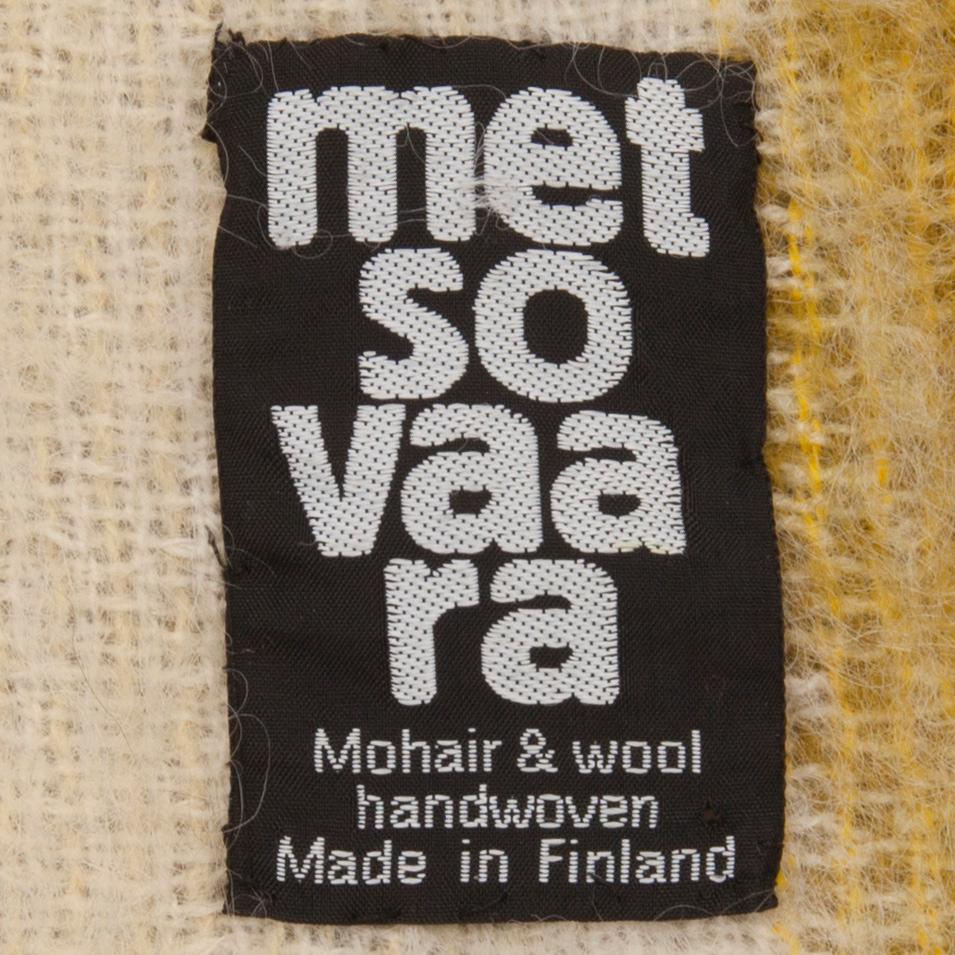 met
so
vaa
ra
Mohair & wool
handwoven
Made in Finland